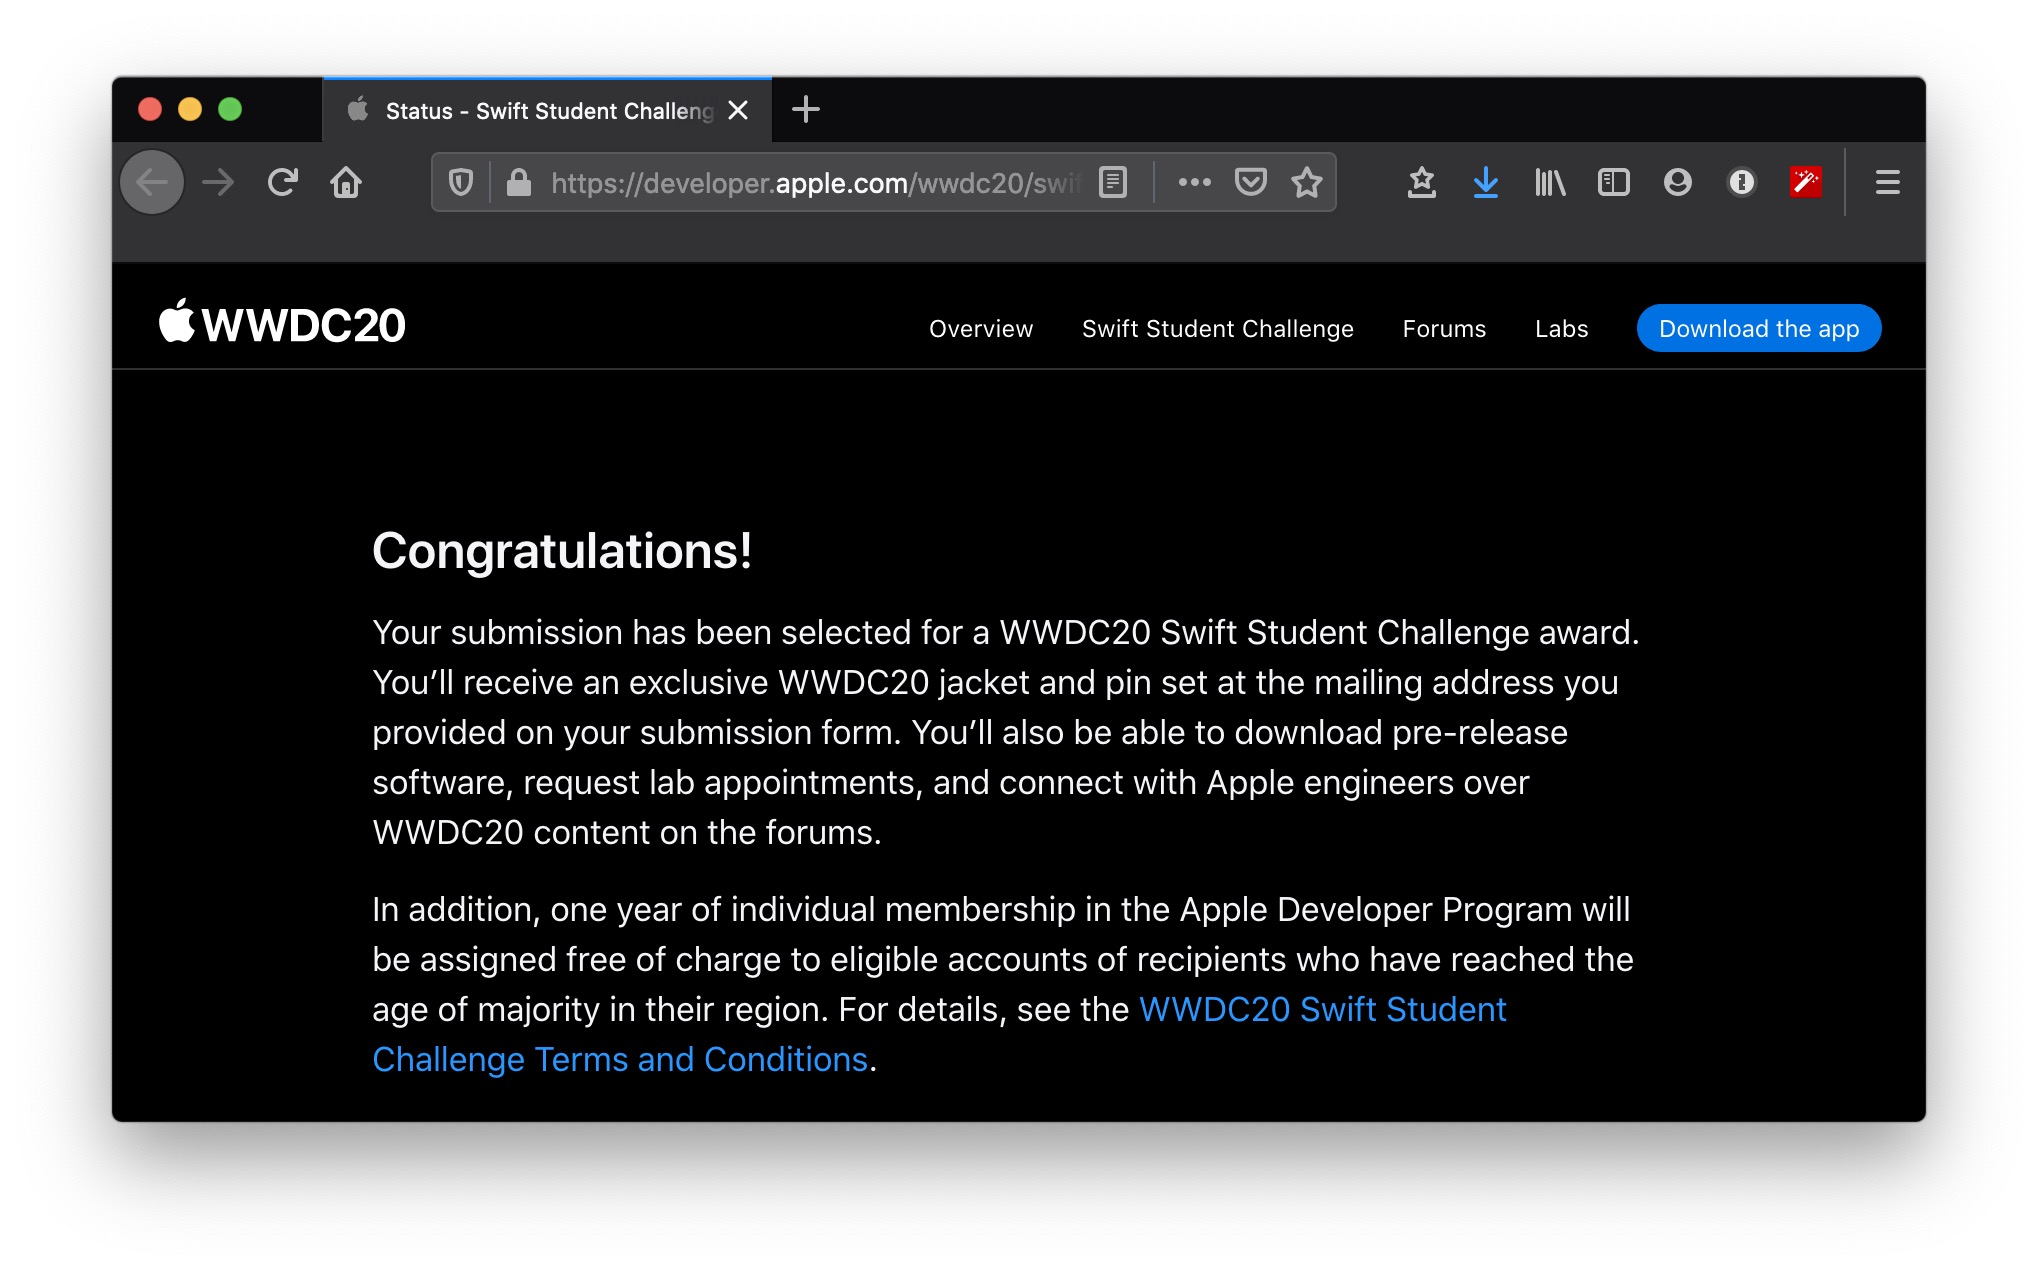 Status - Swift Student Challeng
https://developer.apple.com/wwdc20/swif
WWDC20
Overview
Swift Student Challenge
Forums
Labs
Download the app
Congratulations!
Your submission has been selected for a WWDC20 Swift Student Challenge award.
You’ll receive an exclusive WWDC20 jacket and pin set at the mailing address you
provided on your submission form. You’ll also be able to download pre-release
software, request lab appointments, and connect with Apple engineers over
WWDC20 content on the forums.
In addition, one year of individual membership in the Apple Developer Program will
be assigned free of charge to eligible accounts of recipients who have reached the
age of majority in their region. For details, see the WWDC20 Swift Student
Challenge Terms and Conditions.